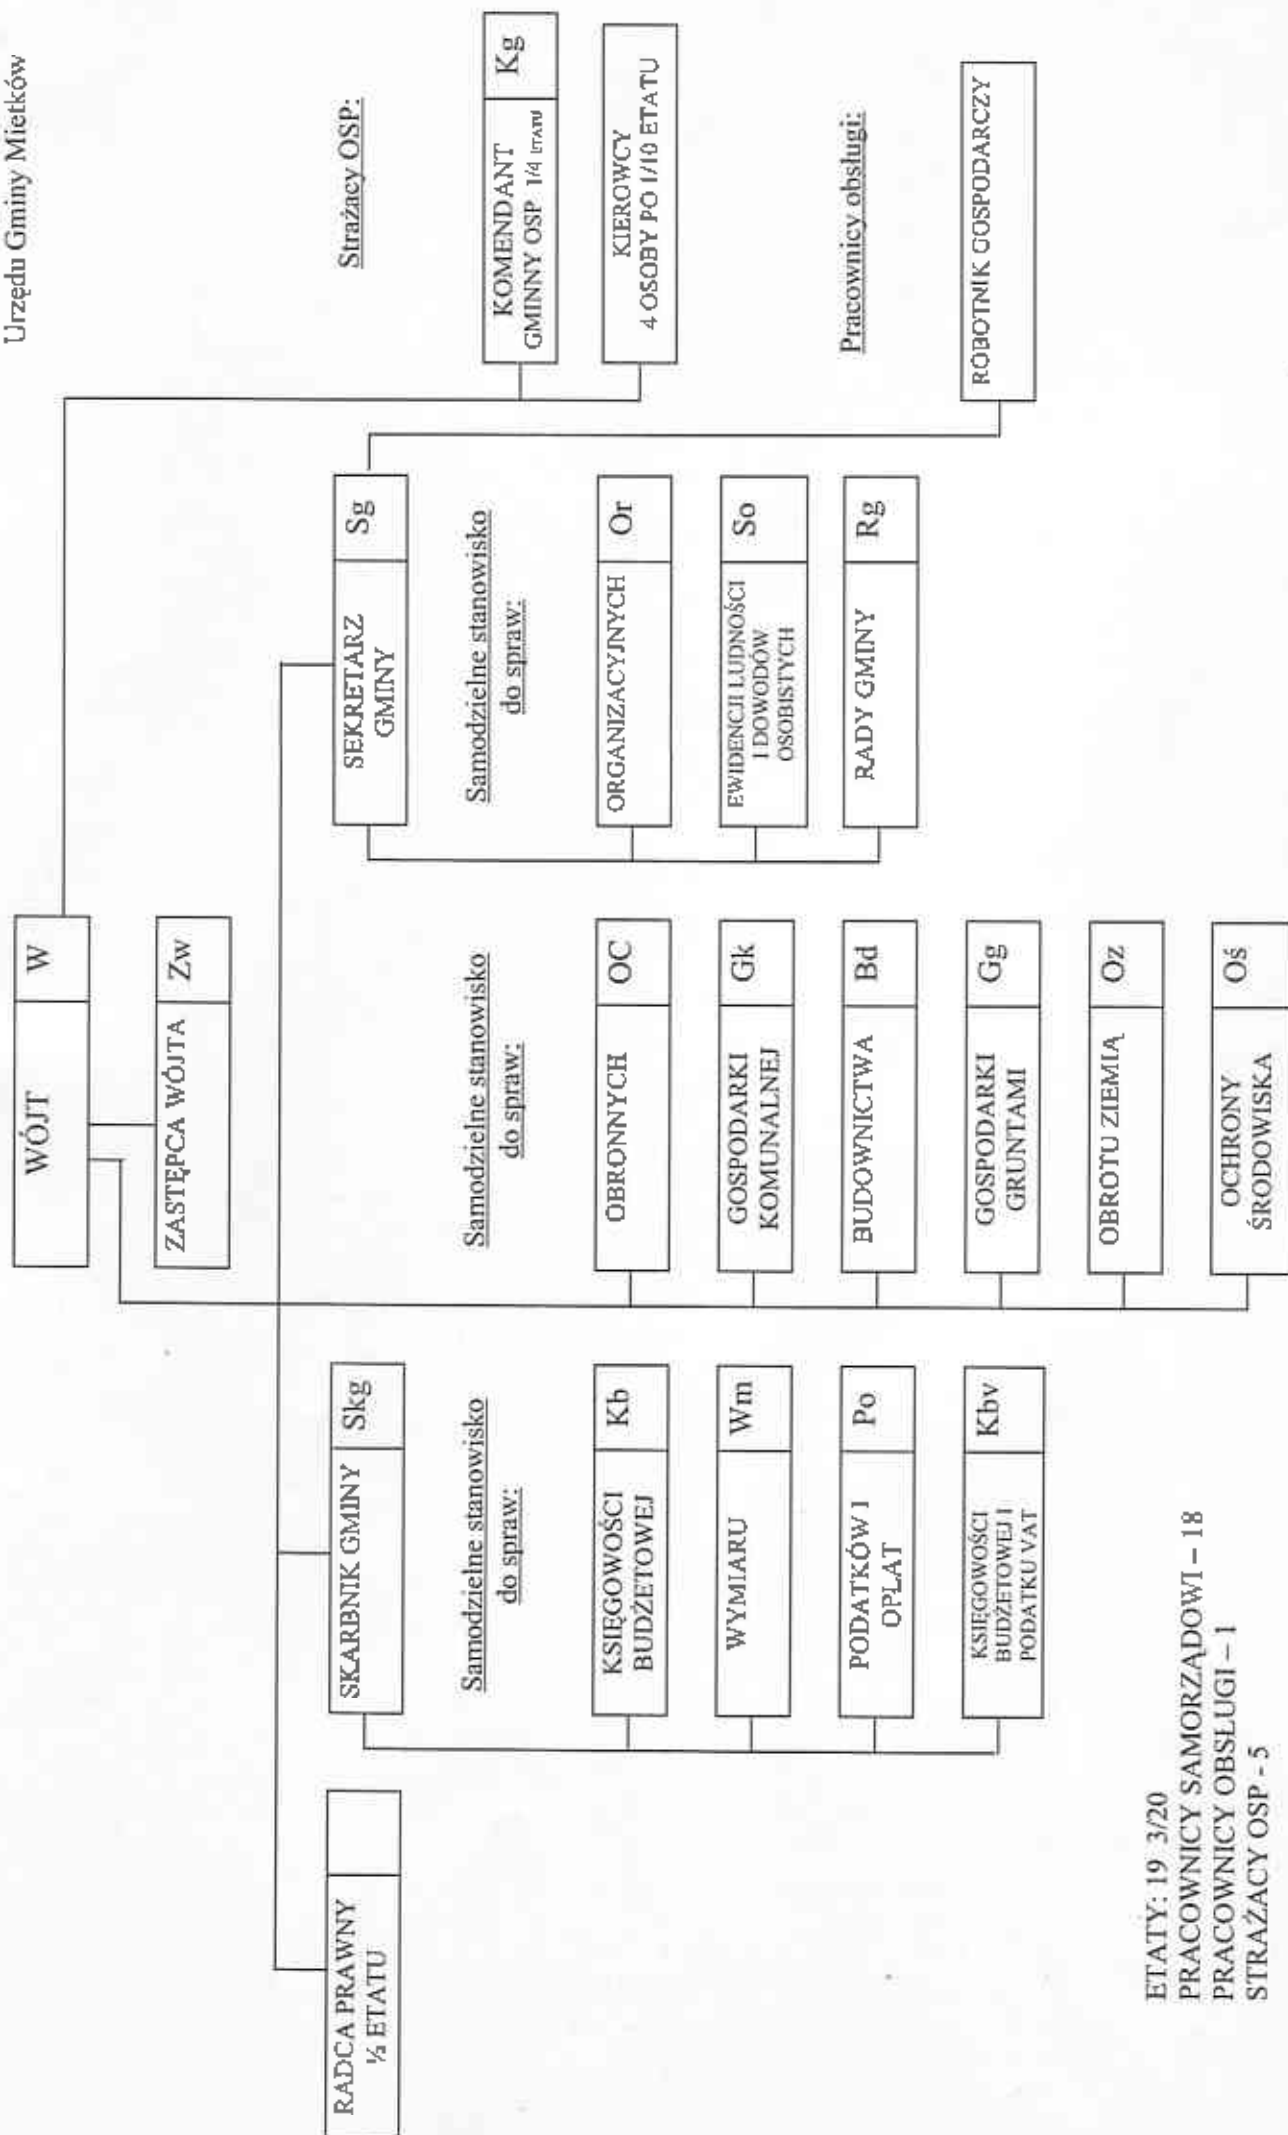 Urzędu Gminy Mietków
WÓJT W
ZASTĘPCA WÓJTA Zw
RADCA PRAWNY
½ ETATU
SKARBNIK GMINY Skg
SEKRETARZ
GMINY Sg
Strażacy OSP:
KOMENDANT
GMINNY OSP 1/4 ETATU Kg
KIEROWCY
4 OSOBY PO 1/10 ETATU
Samodzielne stanowisko
do spraw:
KSIĘGOWOŚCI
BUDŻETOWEJ Kb
WYMIARU Wm
PODATKÓW I
OPŁAT Po
KSIĘGOWOŚCI
BUDŻETOWEJ I
PODATKU VAT Kbv
Samodzielne stanowisko
do spraw:
OBRONNYCH OC
GOSPODARKI
KOMUNALNEJ Gk
BUDOWNICTWA Bd
GOSPODARKI
GRUNTAMI Gg
OBROTU ZIEMIĄ Oz
OCHRONY
ŚRODOWISKA Oś
Samodzielne stanowisko
do spraw:
ORGANIZACYJNYCH Or
EWIDENCJI LUDNOŚCI
I DOWODÓW
OSOBISTYCH So
RADY GMINY Rg
Pracownicy obsługi:
ROBOTNIK GOSPODARCZY
ETATY: 19 3/20
PRACOWNICY SAMORZĄDOWI – 18
PRACOWNICY OBSŁUGI – 1
STRAŻACY OSP - 5